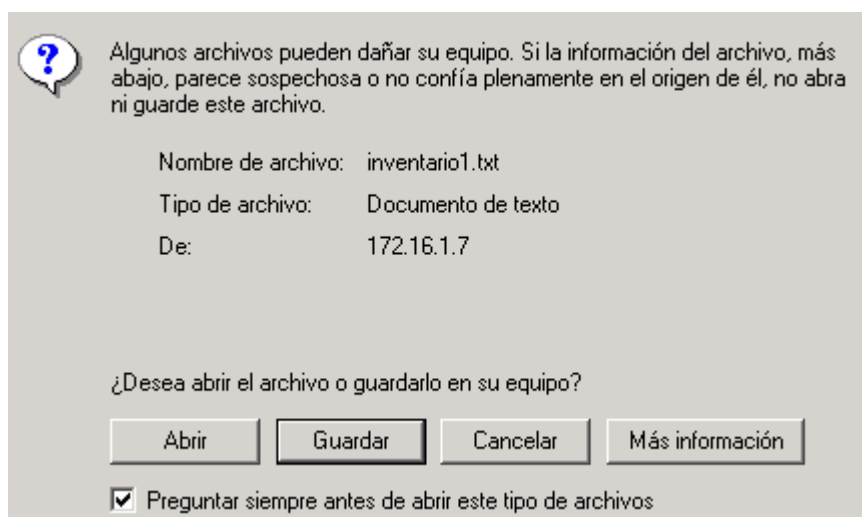 Algunos archivos pueden dañar su equipo. Si la información del archivo, más
abajo, parece sospechosa o no confía plenamente en el origen de él, no abra
ni guarde este archivo.
Nombre de archivo: inventario1.txt
Tipo de archivo: Documento de texto
De: 172.16.1.7
¿Desea abrir el archivo o guardarlo en su equipo?
Abrir Guardar Cancelar Más información
Preguntar siempre antes de abrir este tipo de archivos